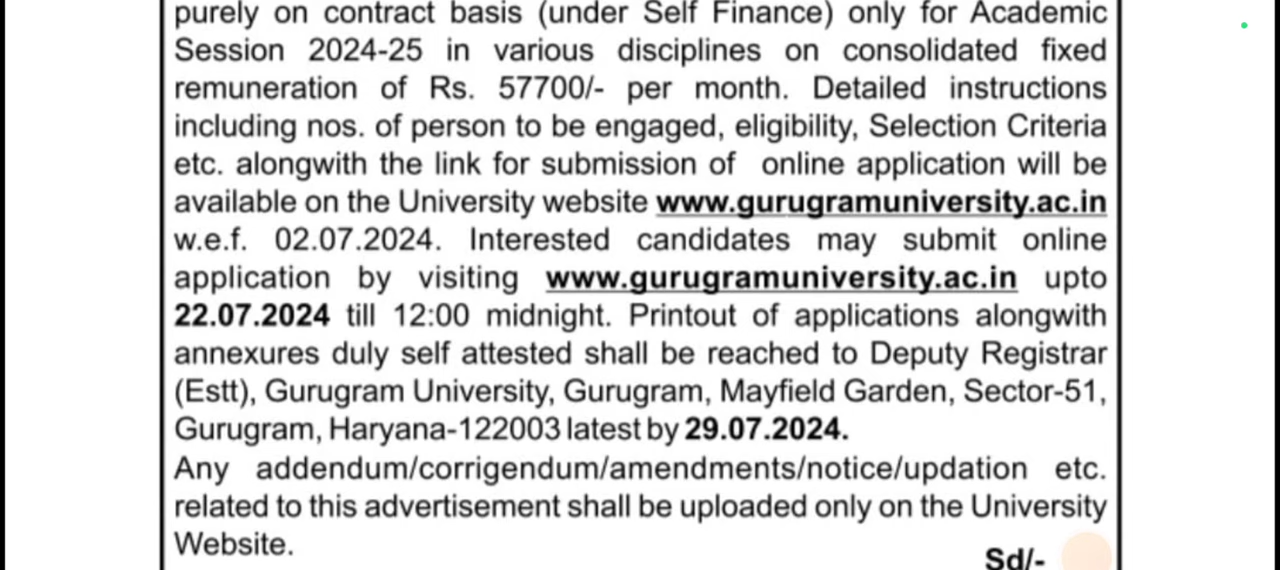 purely on contract basis (under Self Finance) only for Academic
Session 2024-25 in various disciplines on consolidated fixed
remuneration of Rs. 57700/- per month. Detailed instructions
including nos. of person to be engaged, eligibility, Selection Criteria
etc. alongwith the link for submission of online application will be
available on the University website www.gurugramuniversity.ac.in
w.e.f. 02.07.2024. Interested candidates may submit online
application by visiting www.gurugramuniversity.ac.in upto
22.07.2024 till 12:00 midnight. Printout of applications alongwith
annexures duly self attested shall be reached to Deputy Registrar
(Estt), Gurugram University, Gurugram, Mayfield Garden, Sector-51,
Gurugram, Haryana-122003 latest by 29.07.2024.
Any addendum/corrigendum/amendments/notice/updation etc.
related to this advertisement shall be uploaded only on the University
Website.
Sd/-